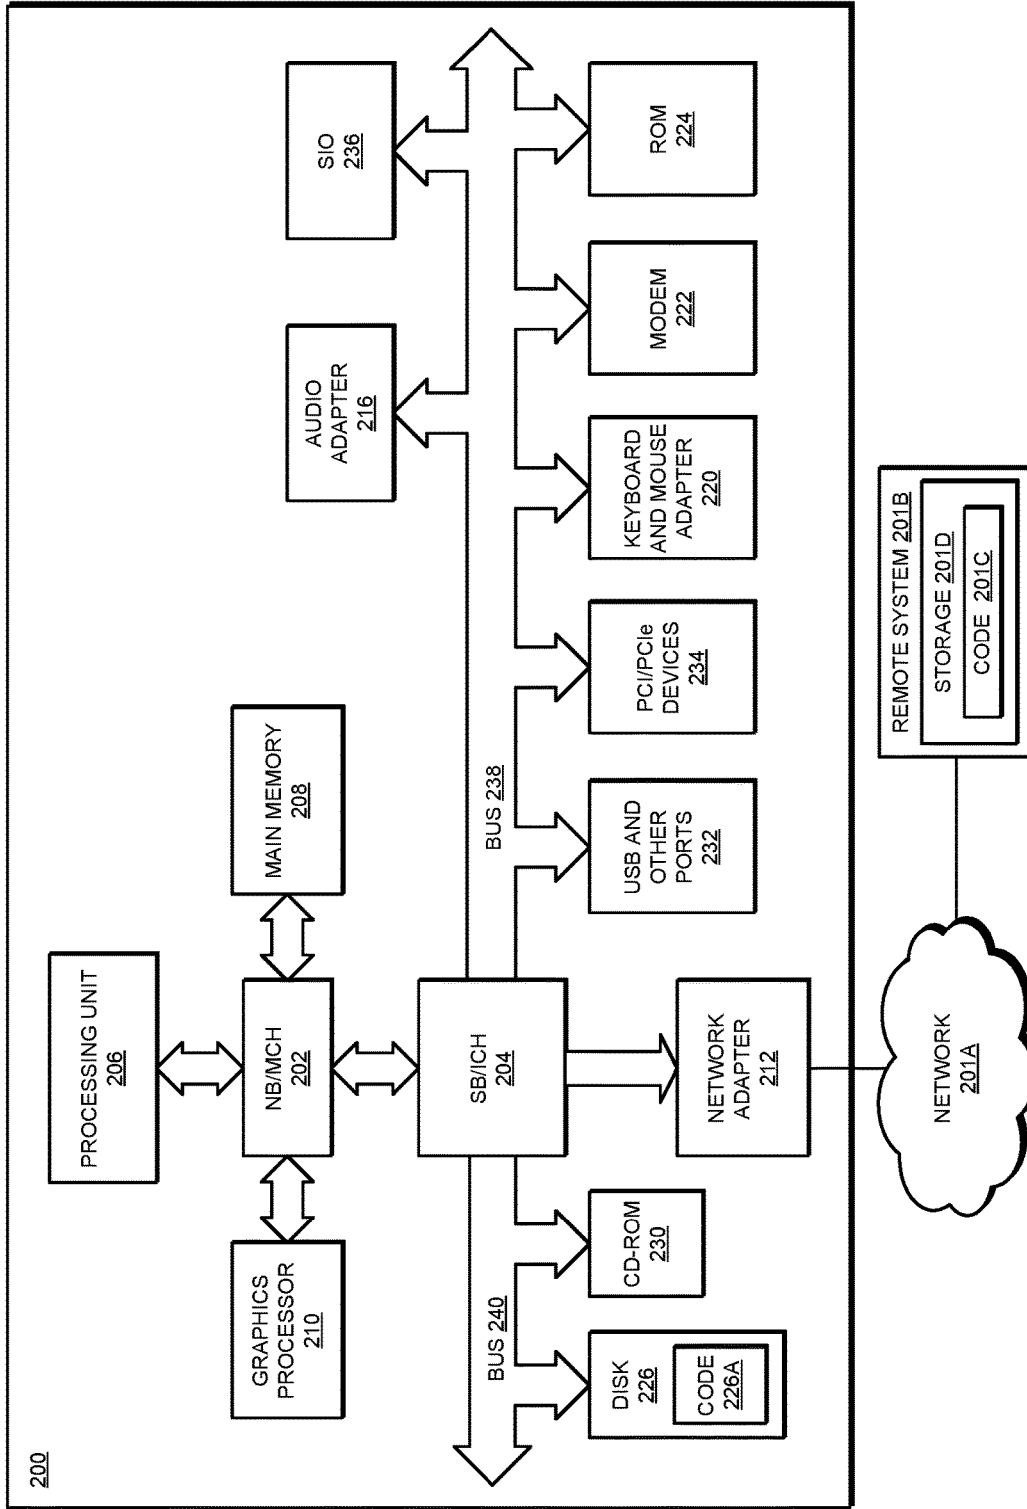 200
PROCESSING UNIT
206
GRAPHICS
PROCESSOR
210
NB/MCH
202
MAIN MEMORY
208
AUDIO
ADAPTER
216
SIO
236
BUS 240
SB/ICH
204
BUS 238
DISK
226
CODE
226A
CD-ROM
230
NETWORK
ADAPTER
212
USB AND
OTHER
PORTS
232
PCI/PCIe
DEVICES
234
KEYBOARD
AND MOUSE
ADAPTER
220
MODEM
222
ROM
224
NETWORK
201A
REMOTE SYSTEM 201B
STORAGE 201D
CODE 201C